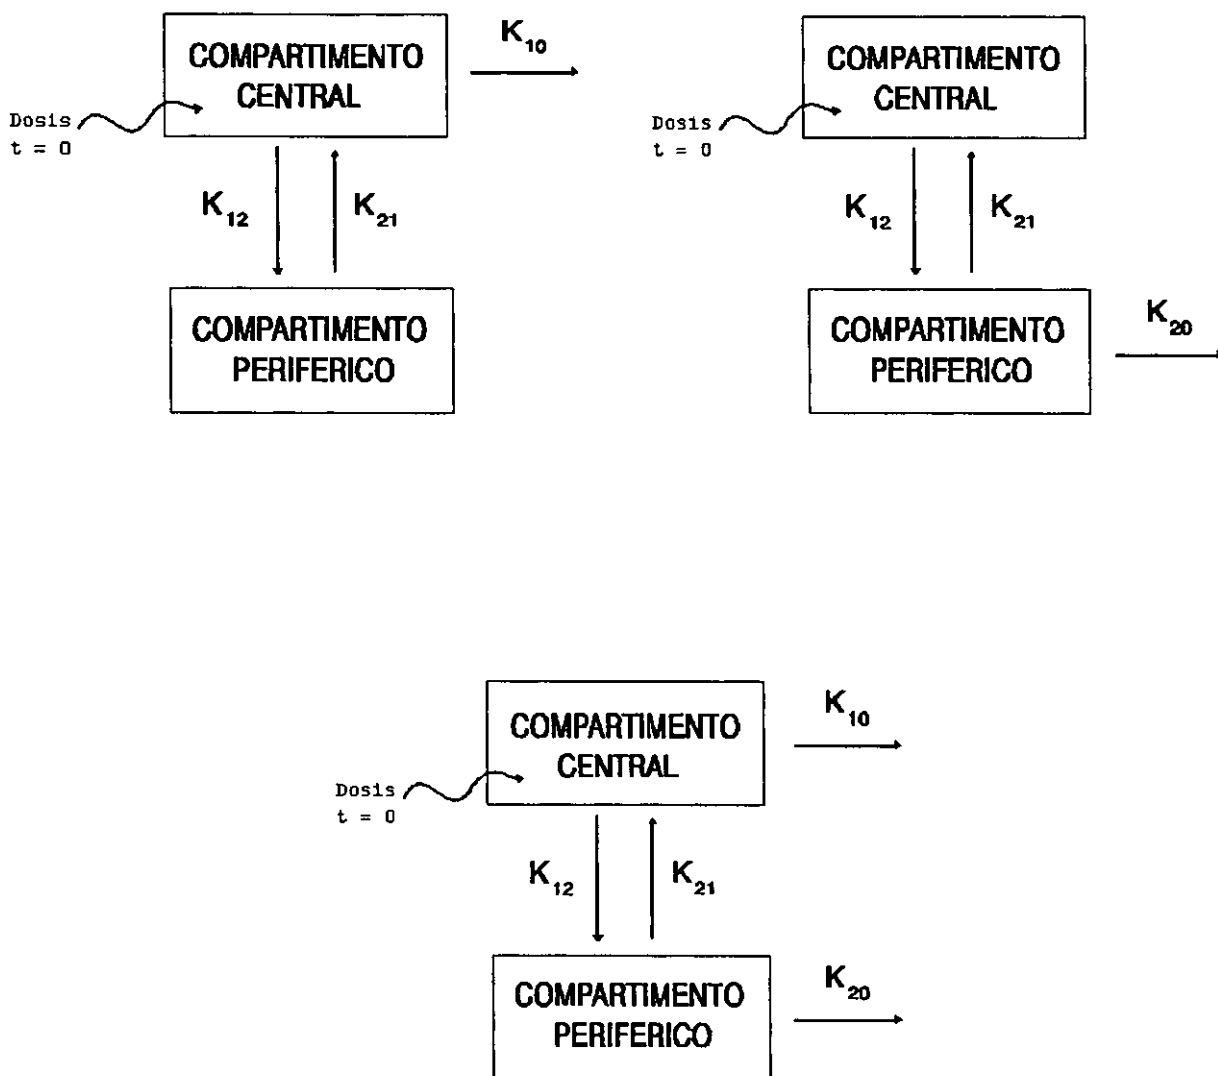 COMPARTIMENTO
CENTRAL
K10
Dosis
t = 0
K12
K21
COMPARTIMENTO
PERIFERICO
COMPARTIMENTO
CENTRAL
Dosis
t = 0
K12
K21
COMPARTIMENTO
PERIFERICO
K20
COMPARTIMENTO
CENTRAL
K10
Dosis
t = 0
K12
K21
COMPARTIMENTO
PERIFERICO
K20